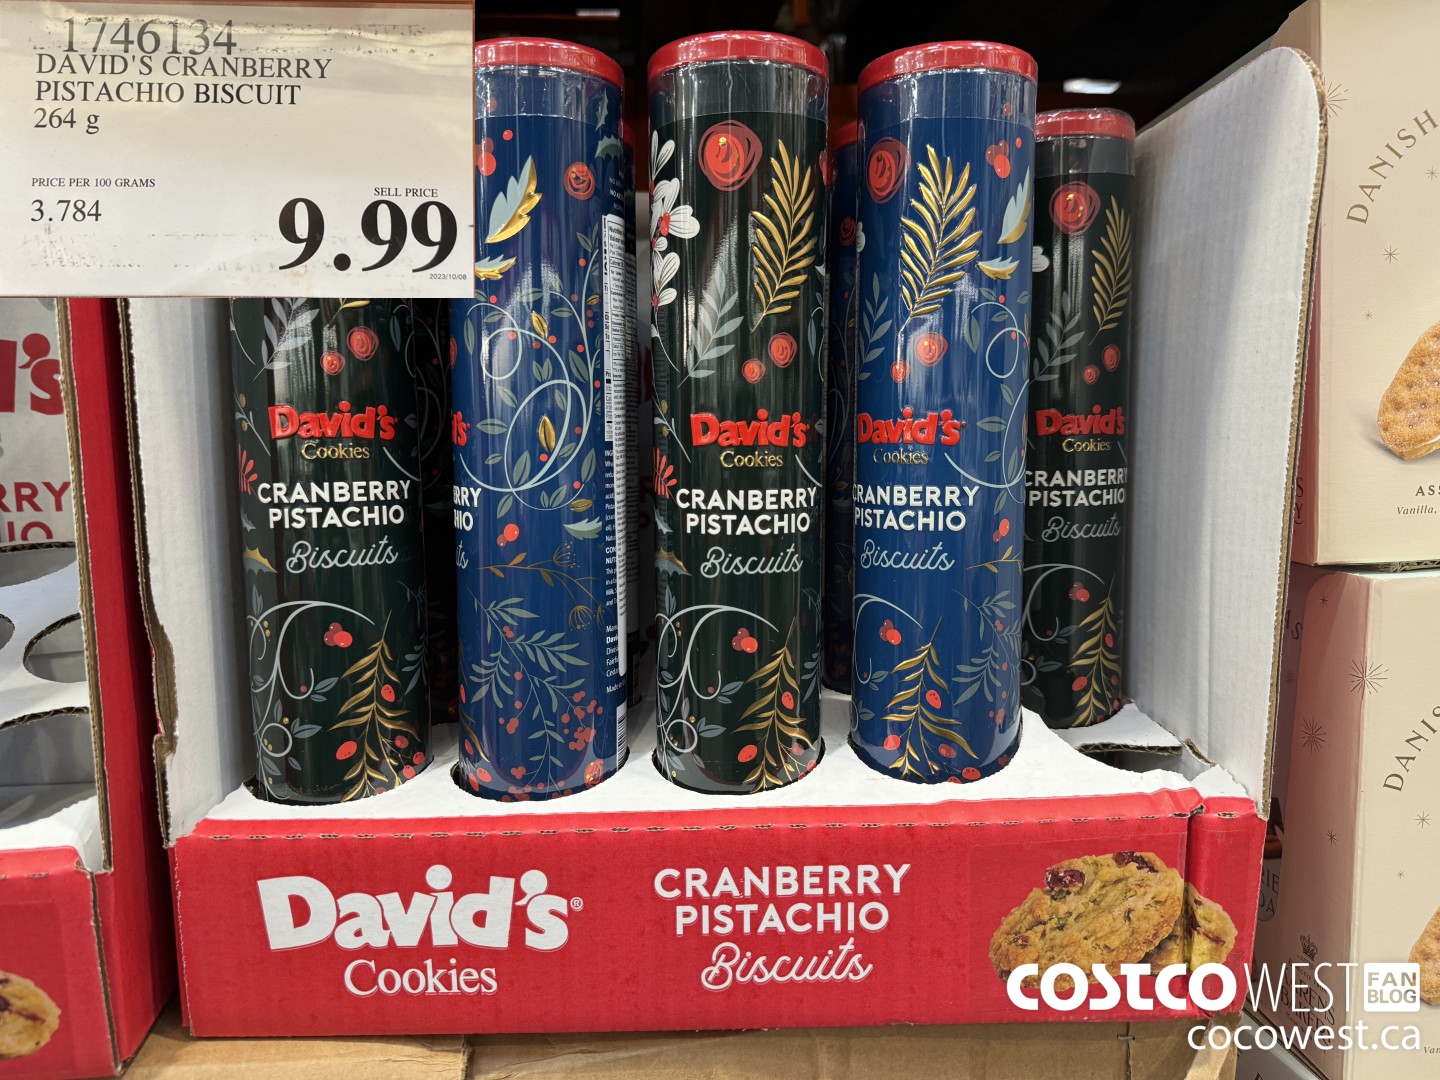 1746134
DAVID'S CRANBERRY
PISTACHIO BISCUIT
264 g
PRICE PER 100 GRAMS
3.784
SELL PRICE
9.99
2023/10/08
David's
Cookies
CRANBERRY
PISTACHIO
Biscuits
David's
Cookies
CRANBERRY
PISTACHIO
Biscuits
David's
Cookies
CRANBERRY
PISTACHIO
Biscuits
David's
Cookies
CRANBERRY
PISTACHIO
Biscuits
David's®
Cookies
CRANBERRY
PISTACHIO
Biscuits
DANISH
Vanilla,
DANIS
COSTCO WEST FAN BLOG
cocowest.ca